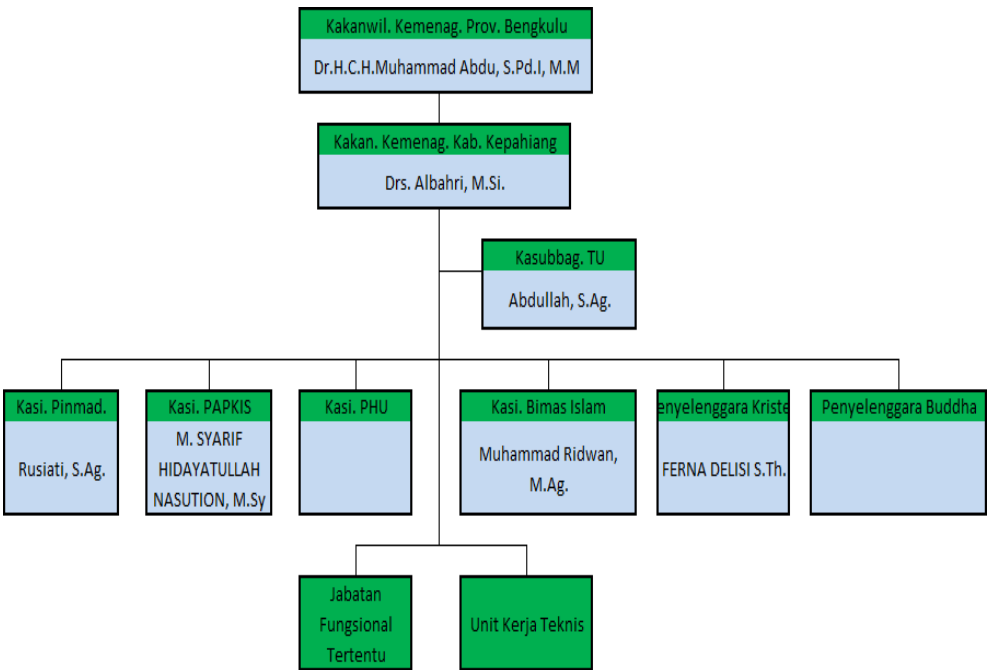 Kakanwil. Kemenag. Prov. Bengkulu
Dr.H.C.H.Muhammad Abdu, S.Pd.I, M.M
Kakan. Kemenag. Kab. Kepahiang
Drs. Albahri, M.Si.
Kasubbag. TU
Abdullah, S.Ag.
Kasi. Pinmad.
Rusiati, S.Ag.
Kasi. PAPKIS
M. SYARIF
HIDAYATULLAH
NASUTION, M.Sy
Kasi. PHU
Kasi. Bimas Islam
Muhammad Ridwan,
M.Ag.
enyelenggara Kriste
FERNA DELISI S.Th.
Penyelenggara Buddha
Jabatan
Fungsional
Tertentu
Unit Kerja Teknis